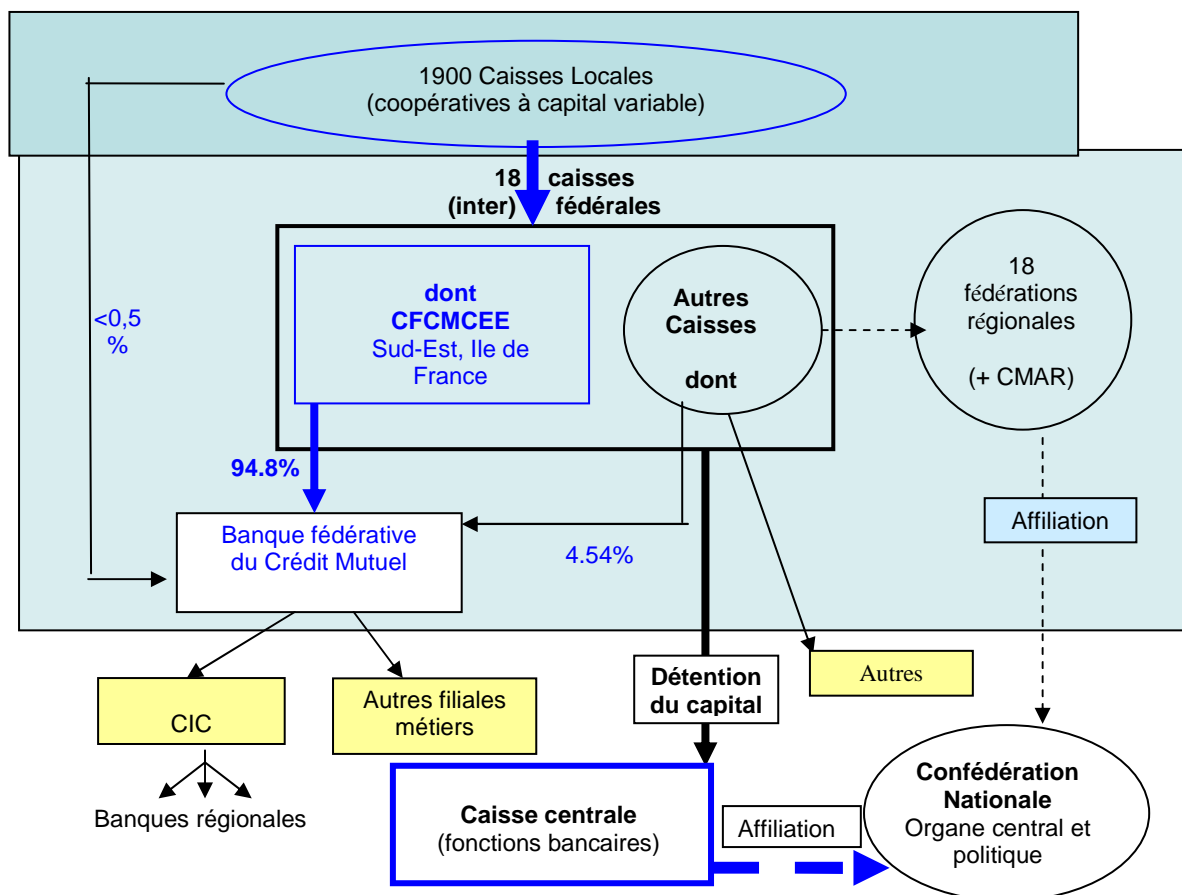 1900 Caisses Locales
(coopératives à capital variable)
18 caisses
(inter) fédérales
dont
CFCMCEE
Sud-Est, Ile de
France
Autres
Caisses
dont
18
fédérations
régionales
(+ CMAR)
<0,5
%
94.8%
Banque fédérative
du Crédit Mutuel
4.54%
Affiliation
CIC
Autres filiales
métiers
Détention
du capital
Autres
Banques régionales
Caisse centrale
(fonctions bancaires)
Affiliation
Confédération
Nationale
Organe central et
politique